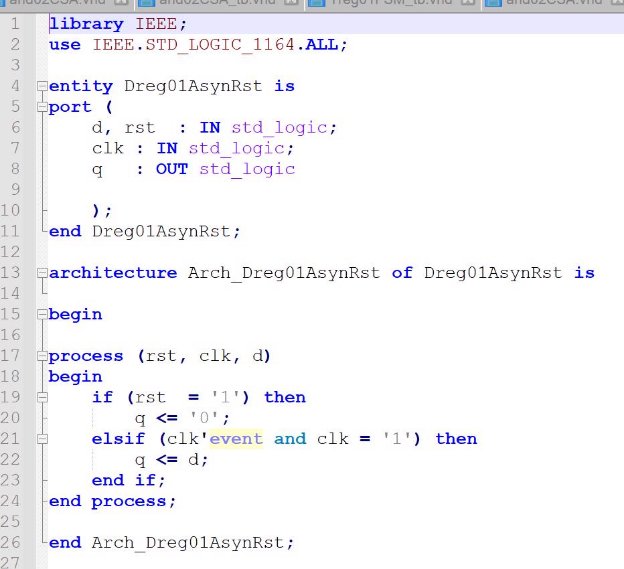 and02CSA.vhd and02CSA_tb.vhd Treg01FSM_tb.vhd and02CSA.vhd
1 library IEEE;
2 use IEEE.STD_LOGIC_1164.ALL;
3
4 entity Dreg01AsynRst is
5 port (
6 d, rst  : IN std_logic;
7 clk : IN std_logic;
8 q   : OUT std_logic
9
10 );
11 end Dreg01AsynRst;
12
13 architecture Arch_Dreg01AsynRst of Dreg01AsynRst is
14
15 begin
16
17 process (rst, clk, d)
18 begin
19 if (rst  = '1') then
20 q <= '0';
21 elsif (clk'event and clk = '1') then
22 q <= d;
23 end if;
24 end process;
25
26 end Arch_Dreg01AsynRst;
27